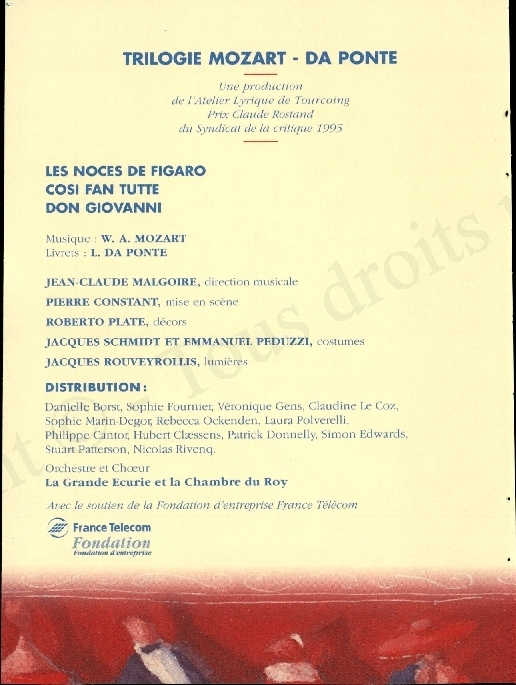 TRILOGIE MOZART - DA PONTE
Une production
de l'Atelier Lyrique de Tourcoing
Prix Claude Rostand
du Syndicat de la critique 1995
LES NOCES DE FIGARO
COSI FAN TUTTE
DON GIOVANNI
Musique : W. A. MOZART
Livrets : L. DA PONTE
JEAN-CLAUDE MALGOIRE, direction musicale
PIERRE CONSTANT, mise en scène
ROBERTO PLATE, décors
JACQUES SCHMIDT ET EMMANUEL PEDUZZI, costumes
JACQUES ROUVEYROLLIS, lumières
DISTRIBUTION :
Danielle Borst, Sophie Fournier, Véronique Gens, Claudine Le Coz,
Sophie Marin-Degor, Rebecca Ockenden, Laura Polverelli.
Philippe Cantor, Hubert Claessens, Patrick Donnelly, Simon Edwards,
Stuart Patterson, Nicolas Rivenq.
Orchestre et Chœur
La Grande Ecurie et la Chambre du Roy
Avec le soutien de la Fondation d'entreprise France Télécom
France Telecom
Fondation
Fondation d'entreprise
© - Tous droits